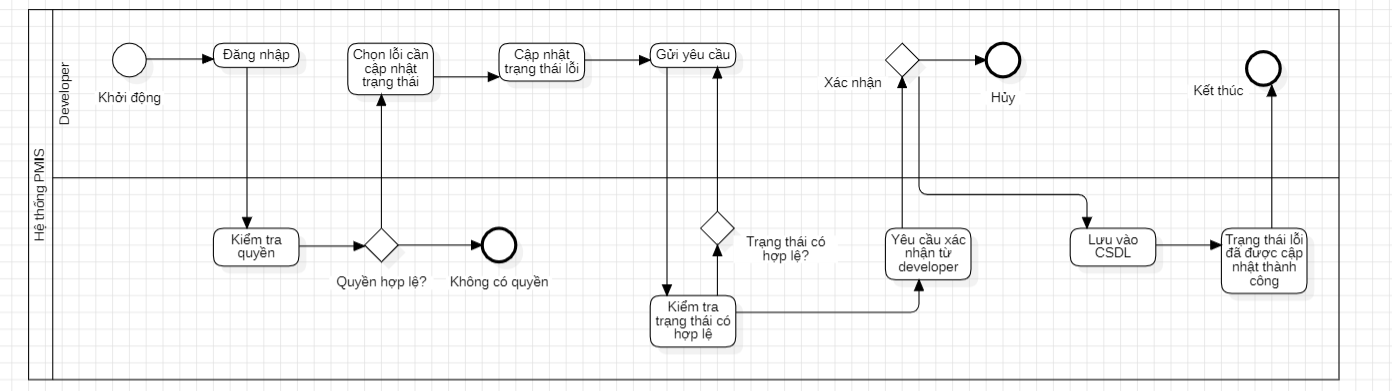 Hệ thống PMIS
Developer
Khởi động
Đăng nhập
Chọn lỗi cần
cập nhật
trạng thái
Cập nhật
trạng thái lỗi
Gửi yêu cầu
Xác nhận
Hủy
Kết thúc
Kiểm tra
quyền
Quyền hợp lệ?
Không có quyền
Trạng thái có
hợp lệ?
Kiểm tra
trạng thái có
hợp lệ
Yêu cầu xác
nhận từ
developer
Lưu vào
CSDL
Trạng thái lỗi
đã được cập
nhật thành
công